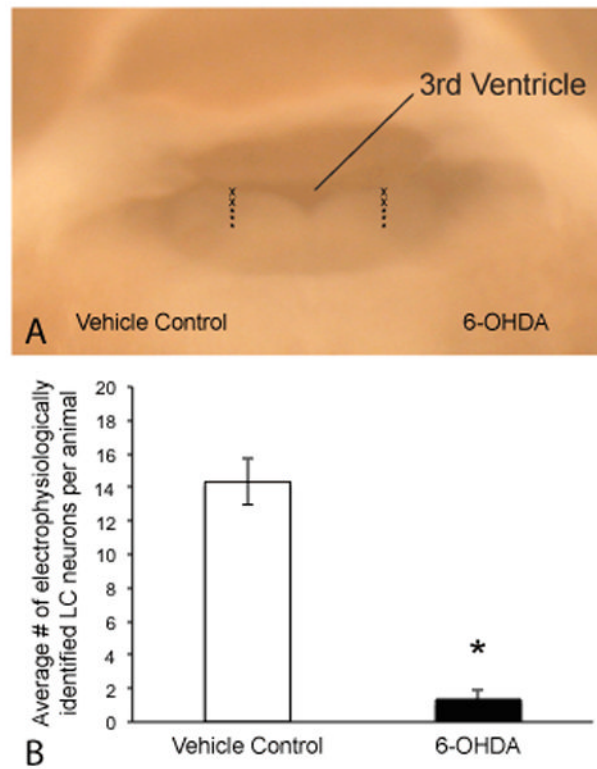 3rd Ventricle
x x
x x
A
Vehicle Control 6-OHDA
Average # of electrophysiologically
identified LC neurons per animal
20
18
16
14
12
10
8
6
4
2
0
*
Vehicle Control 6-OHDA
B